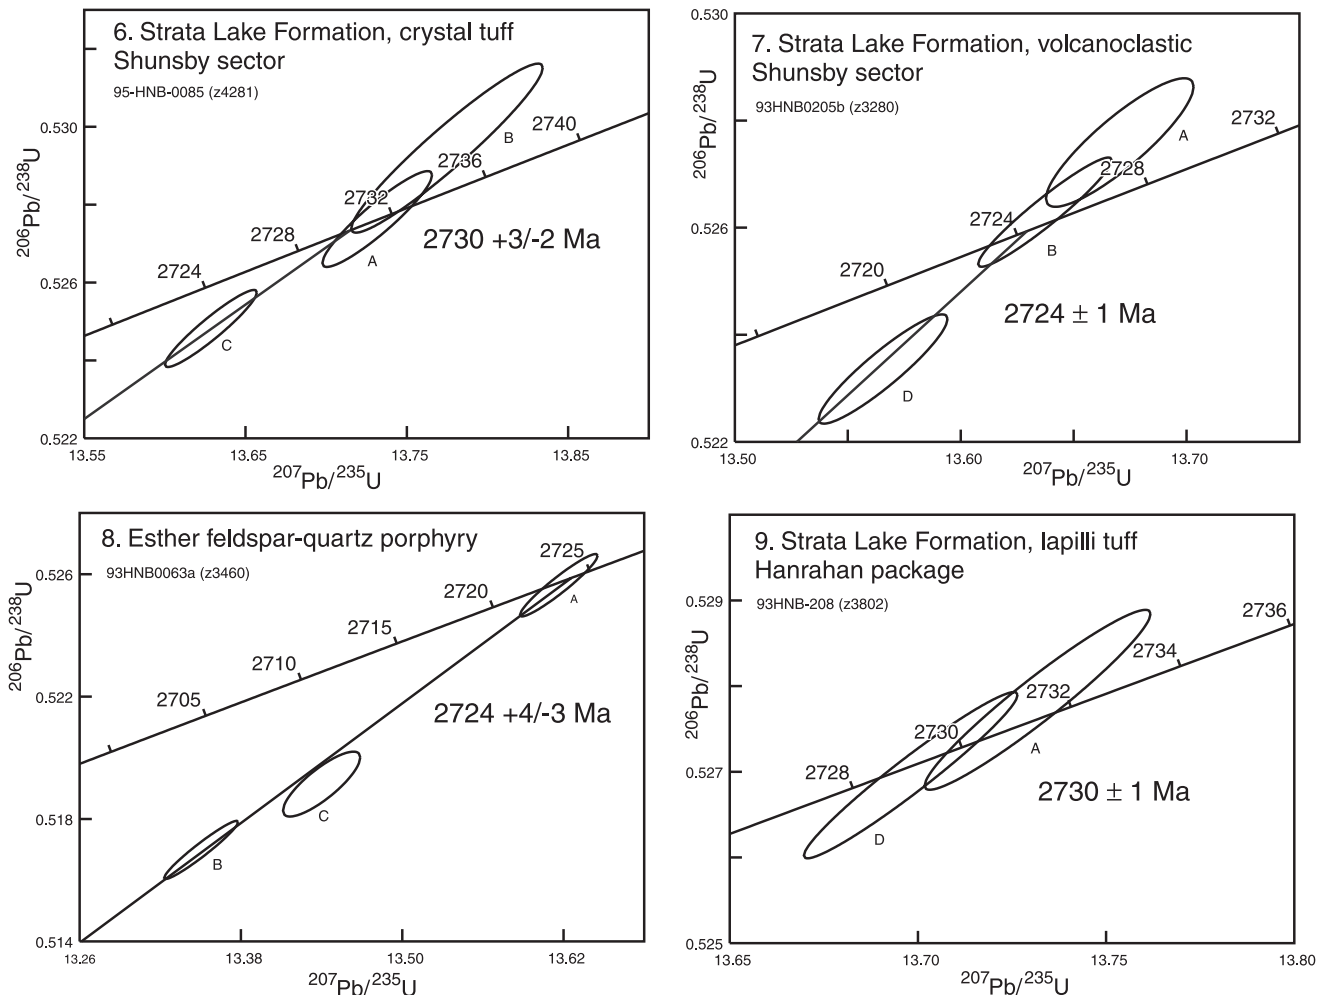 6. Strata Lake Formation, crystal tuff
Shunsby sector
95-HNB-0085 (z4281)
0.530
0.526
0.522
206Pb/238U
2724
2728
2732
2736
2740
B
A
C
2730 +3/-2 Ma
13.55
13.65
13.75
13.85
207Pb/235U
7. Strata Lake Formation, volcanoclastic
Shunsby sector
93HNB0205b (z3280)
0.530
0.526
0.522
206Pb/238U
2720
2724
2728
2732
A
B
D
2724 ± 1 Ma
13.50
13.60
13.70
207Pb/235U
8. Esther feldspar-quartz porphyry
93HNB0063a (z3460)
0.526
0.522
0.518
0.514
206Pb/238U
2705
2710
2715
2720
2725
A
C
B
2724 +4/-3 Ma
13.26
13.38
13.50
13.62
207Pb/235U
9. Strata Lake Formation, lapilli tuff
Hanrahan package
93HNB-208 (z3802)
0.529
0.527
0.525
206Pb/238U
2728
2730
2732
2734
2736
A
D
2730 ± 1 Ma
13.65
13.70
13.75
13.80
207Pb/235U